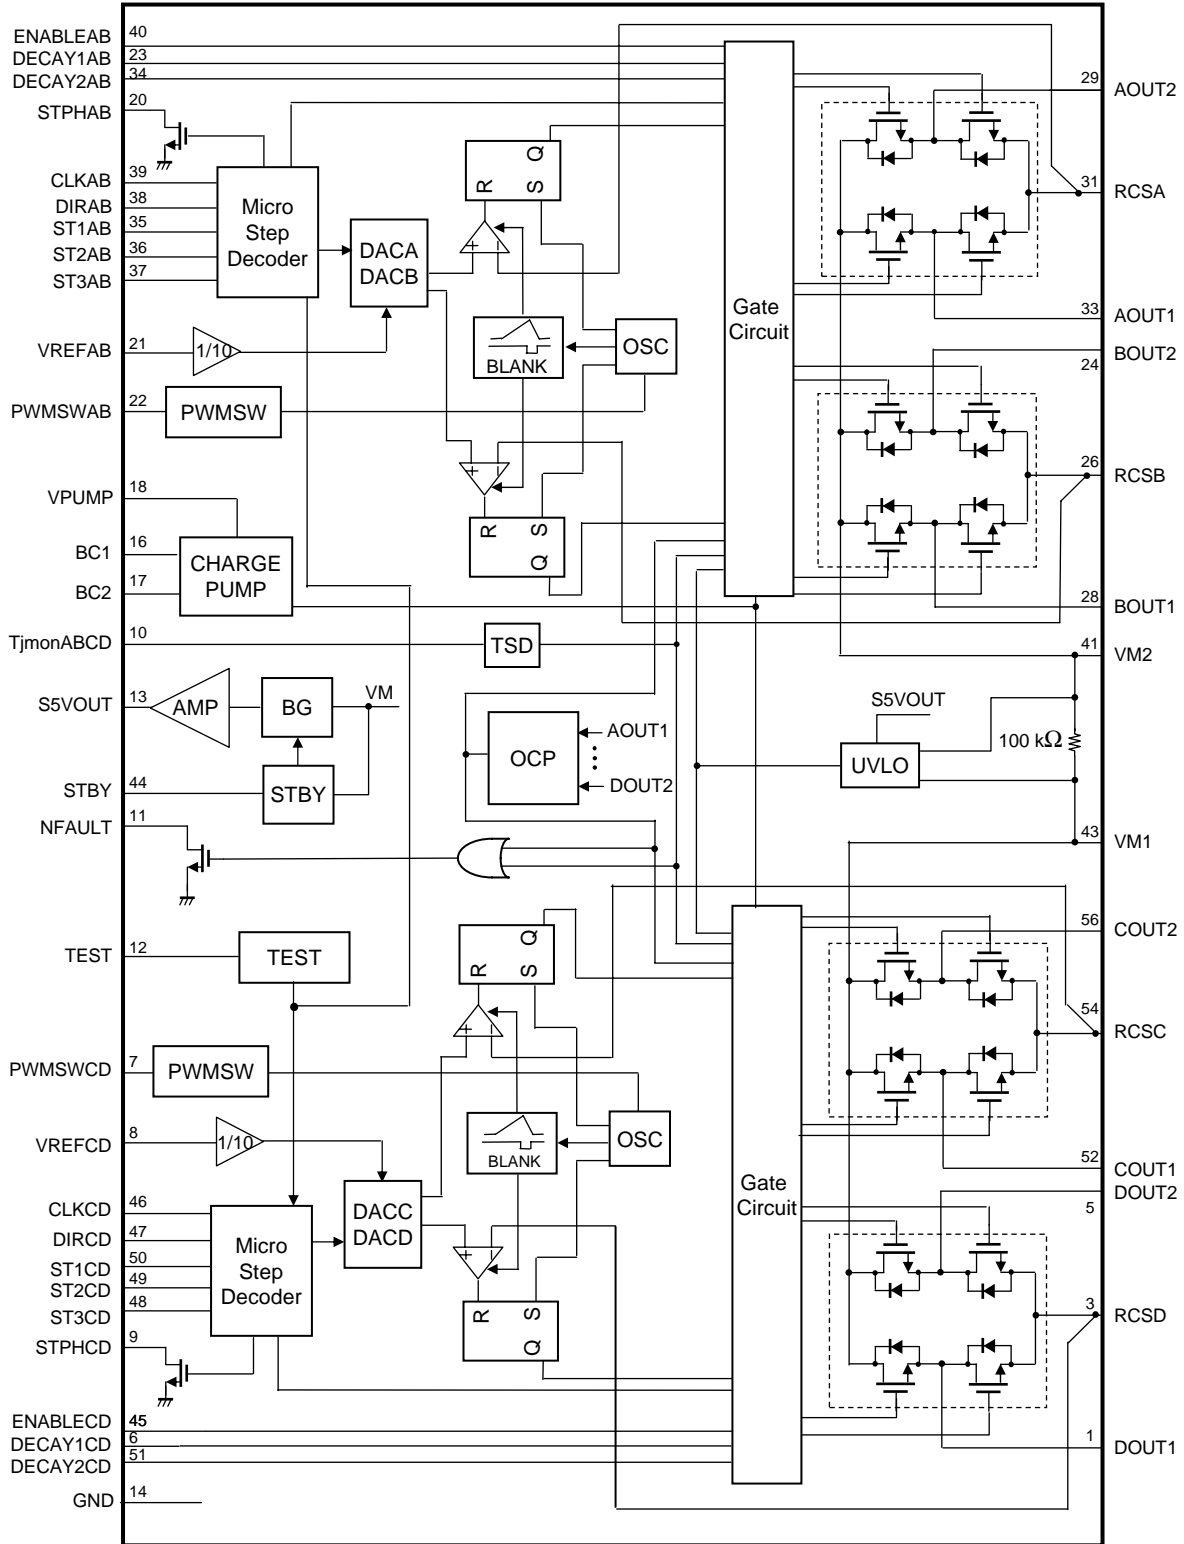 ENABLEAB 40
DECAY1AB 23
DECAY2AB 34
STPHAB 20
CLKAB 39
DIRAB 38
ST1AB 35
ST2AB 36
ST3AB 37
VREFAB 21
1/10
PWMSWAB 22
PWMSW
VPUMP 18
BC1 16
BC2 17
CHARGE
PUMP
TjmonABCD 10
TSD
S5VOUT 13
AMP
BG
VM
STBY 44
STBY
NFAULT 11
TEST 12
TEST
PWMSWCD 7
PWMSW
VREFCD 8
1/10
CLKCD 46
DIRCD 47
ST1CD 50
ST2CD 49
ST3CD 48
STPHCD 9
ENABLECD 45
DECAY1CD 6
DECAY2CD 51
GND 14
Micro
Step
Decoder
DACA
DACB
Q
R S
+ −
BLANK
OSC
+ −
R S
Q
OCP
AOUT1
DOUT2
Q
R S
+ −
BLANK
OSC
Micro
Step
Decoder
DACC
DACD
+ −
R S
Q
Gate
Circuit
Gate
Circuit
S5VOUT
UVLO
100 kΩ
29 AOUT2
31 RCSA
33 AOUT1
BOUT2
24
26 RCSB
28 BOUT1
41 VM2
43 VM1
56 COUT2
54 RCSC
52 COUT1
DOUT2
5
3 RCSD
1 DOUT1